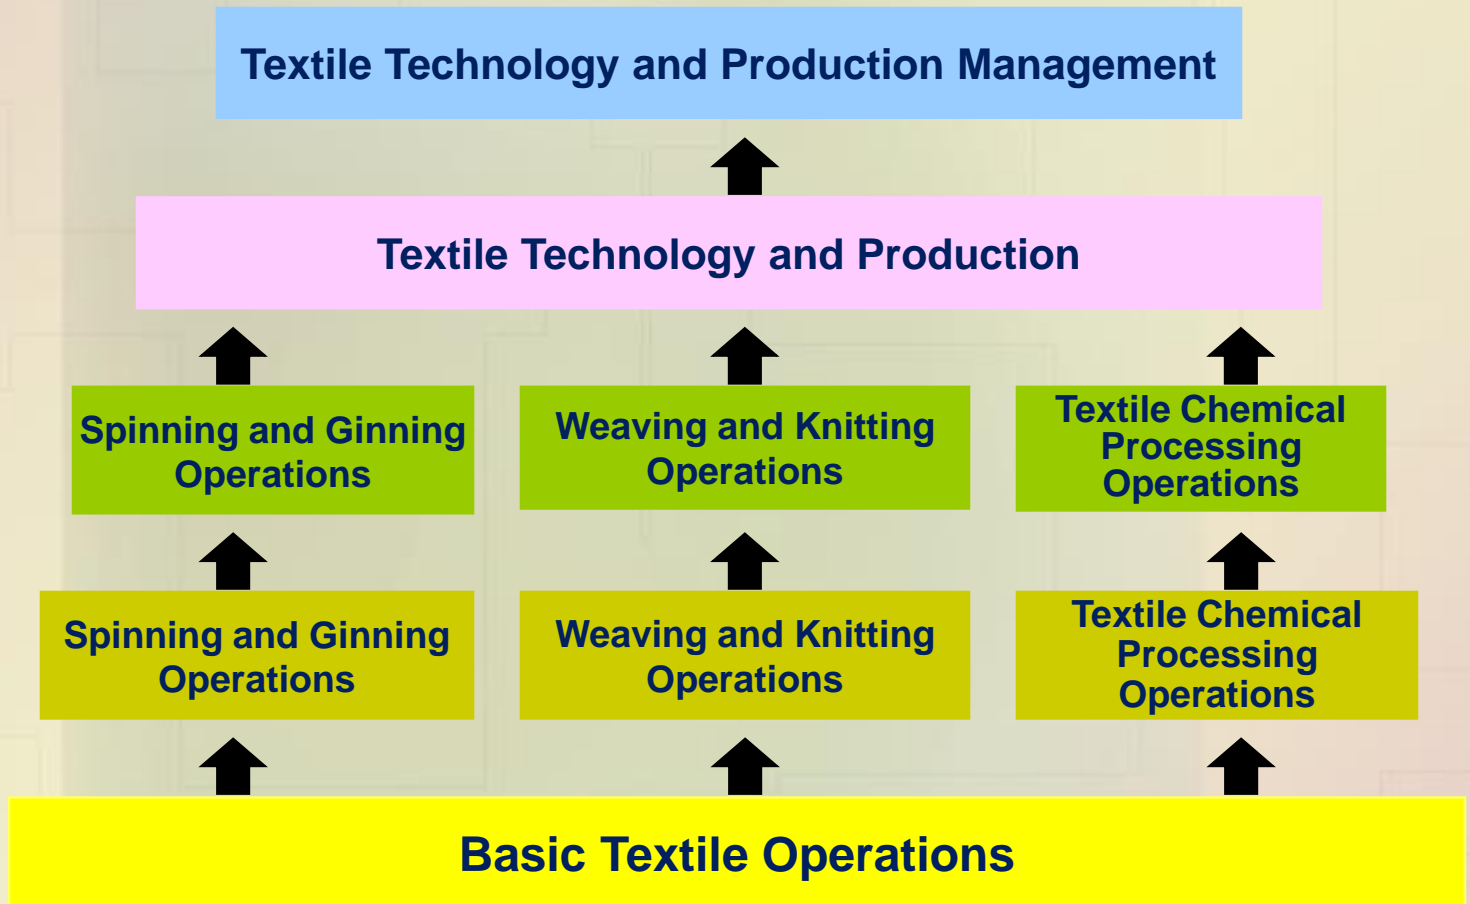 Textile Technology and Production Management
Textile Technology and Production
Spinning and Ginning
Operations
Weaving and Knitting
Operations
Textile Chemical
Processing
Operations
Spinning and Ginning
Operations
Weaving and Knitting
Operations
Textile Chemical
Processing
Operations
Basic Textile Operations